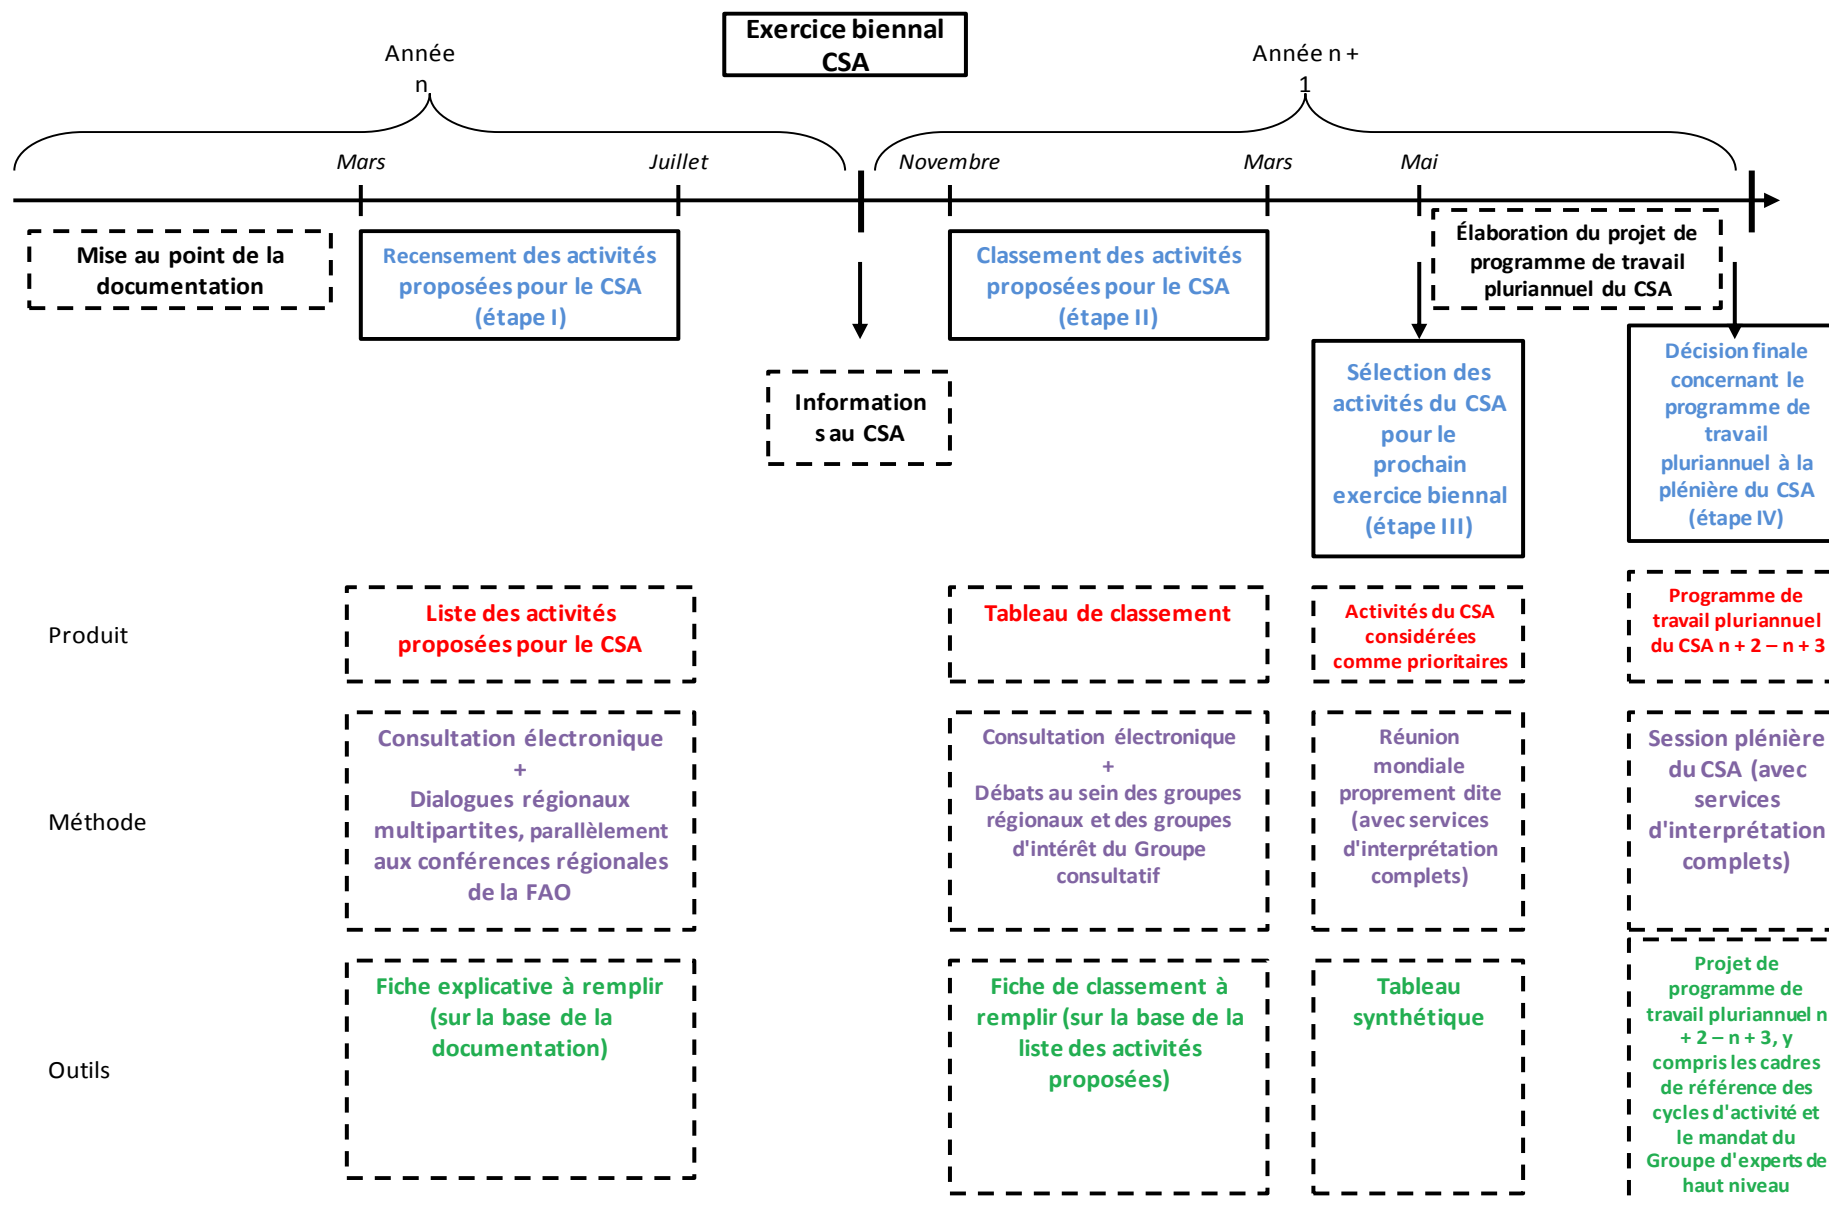 Exercice biennal
CSA
Année
n
Année n +
1
Mars
Juillet
Novembre
Mars
Mai
Mise au point de la
documentation
Recensement des activités
proposées pour le CSA
(étape I)
Classement des activités
proposées pour le CSA
(étape II)
Élaboration du projet de
programme de travail
pluriannuel du CSA
Information
s au CSA
Sélection des
activités du CSA
pour le
prochain
exercice biennal
(étape III)
Décision finale
concernant le
programme de
travail
pluriannuel à la
plénière du CSA
(étape IV)
Produit
Liste des activités
proposées pour le CSA
Tableau de classement
Activités du CSA
considérées
comme prioritaires
Programme de
travail pluriannuel
du CSA n + 2 – n + 3
Méthode
Consultation électronique
+
Dialogues régionaux
multipartites, parallèlement
aux conférences régionales
de la FAO
Consultation électronique
+
Débats au sein des groupes
régionaux et des groupes
d'intérêt du Groupe
consultatif
Réunion
mondiale
proprement dite
(avec services
d'interprétation
complets)
Session plénière
du CSA (avec
services
d'interprétation
complets)
Outils
Fiche explicative à remplir
(sur la base de la
documentation)
Fiche de classement à
remplir (sur la base de la
liste des activités
proposées)
Tableau
synthétique
Projet de
programme de
travail pluriannuel n
+ 2 – n + 3, y
compris les cadres
de référence des
cycles d'activité et
le mandat du
Groupe d'experts de
haut niveau